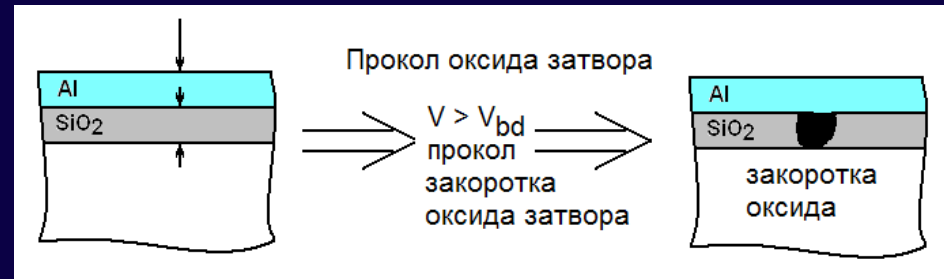 Прокол оксида затвора
Al
SiO2
V > Vbd
прокол
закоротка
оксида затвора
Al
SiO2
закоротка
оксида